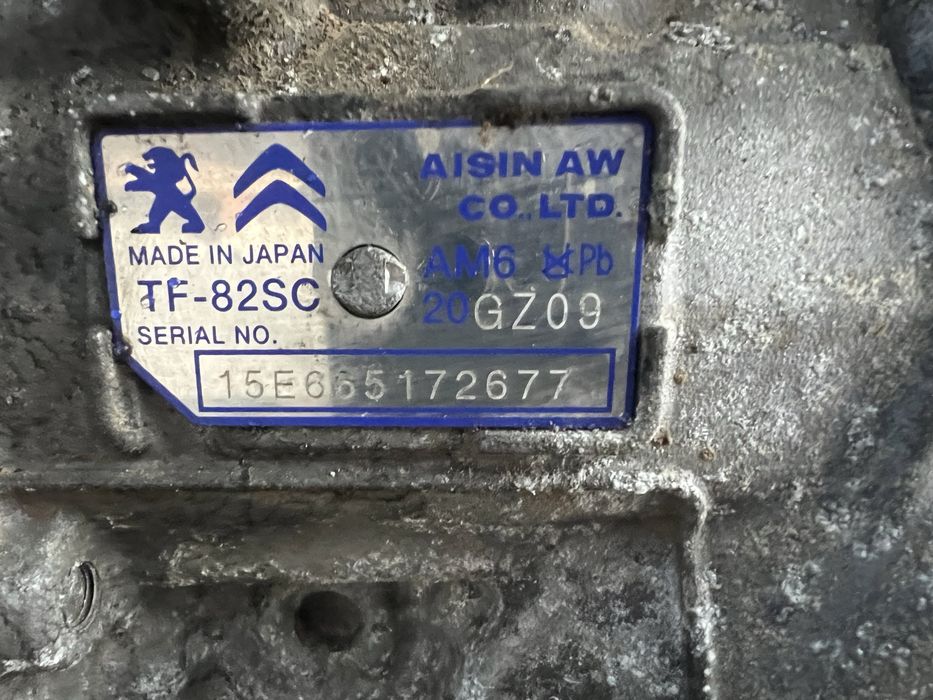 AISIN AW
CO., LTD.
MADE IN JAPAN
AM6 Pb
TF-82SC
20GZ09
SERIAL NO.
15E665172677